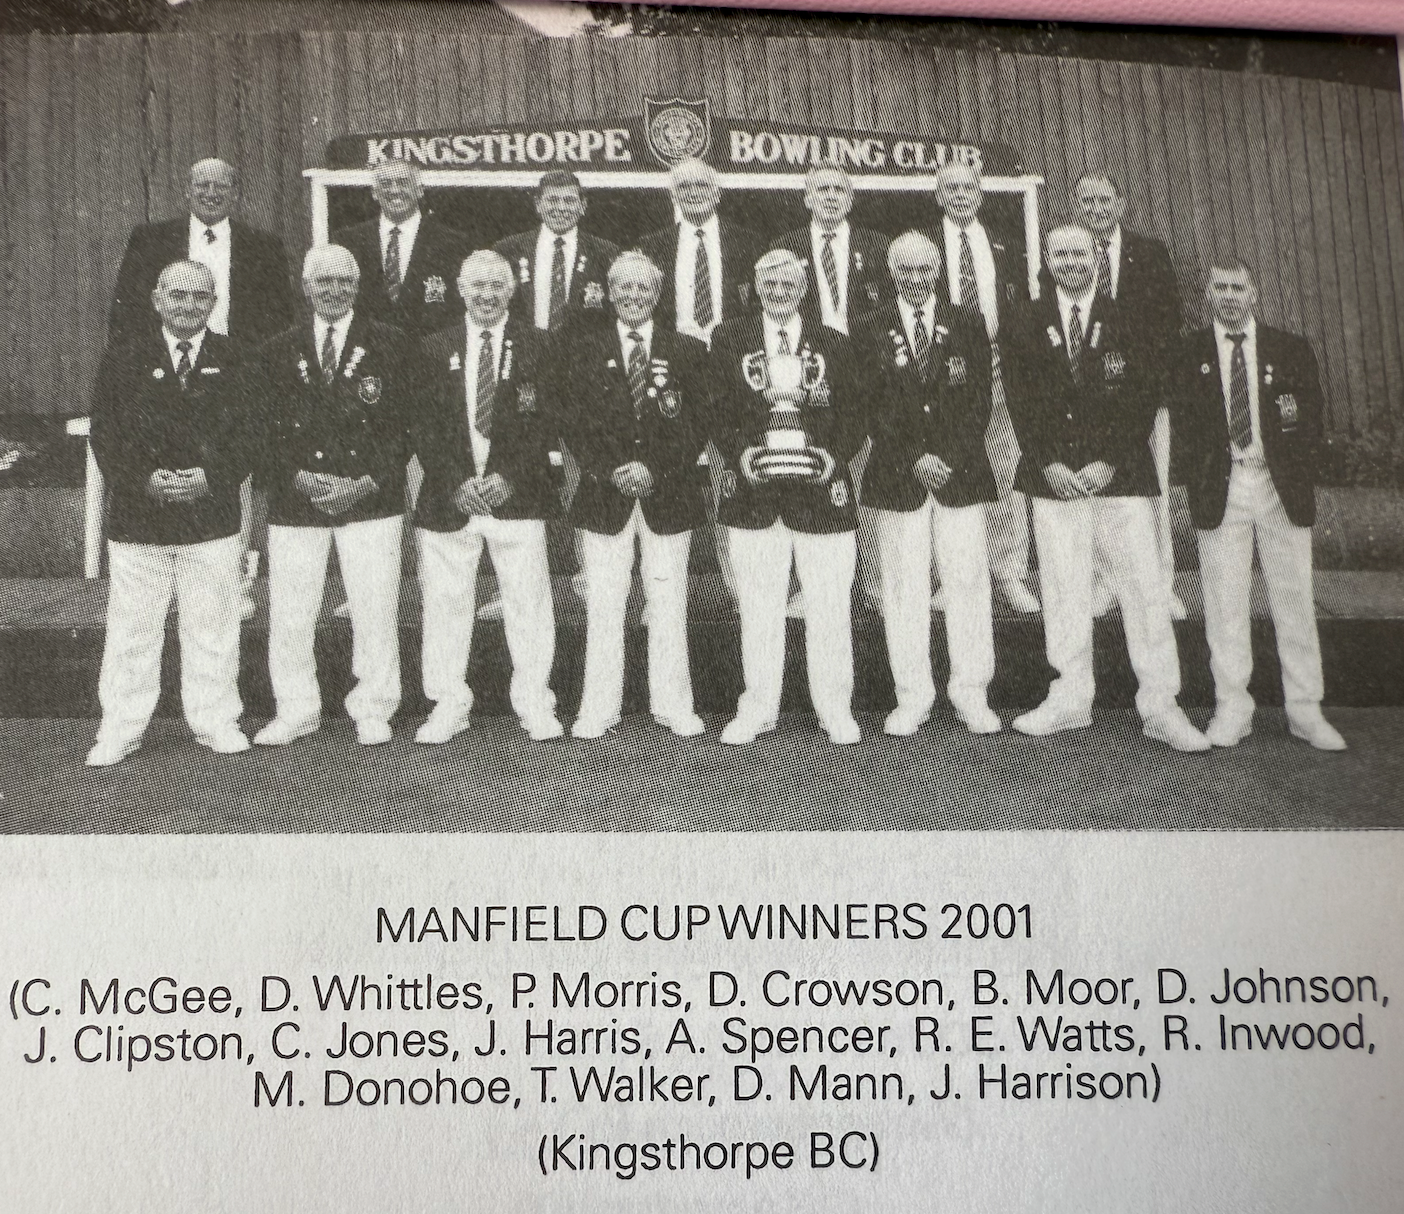 KINGSTHORPE BOWLING CLUB
MANFIELD CUP WINNERS 2001
(C. McGee, D. Whittles, P. Morris, D. Crowson, B. Moor, D. Johnson,
J. Clipston, C. Jones, J. Harris, A. Spencer, R. E. Watts, R. Inwood,
M. Donohoe, T. Walker, D. Mann, J. Harrison)
(Kingsthorpe BC)